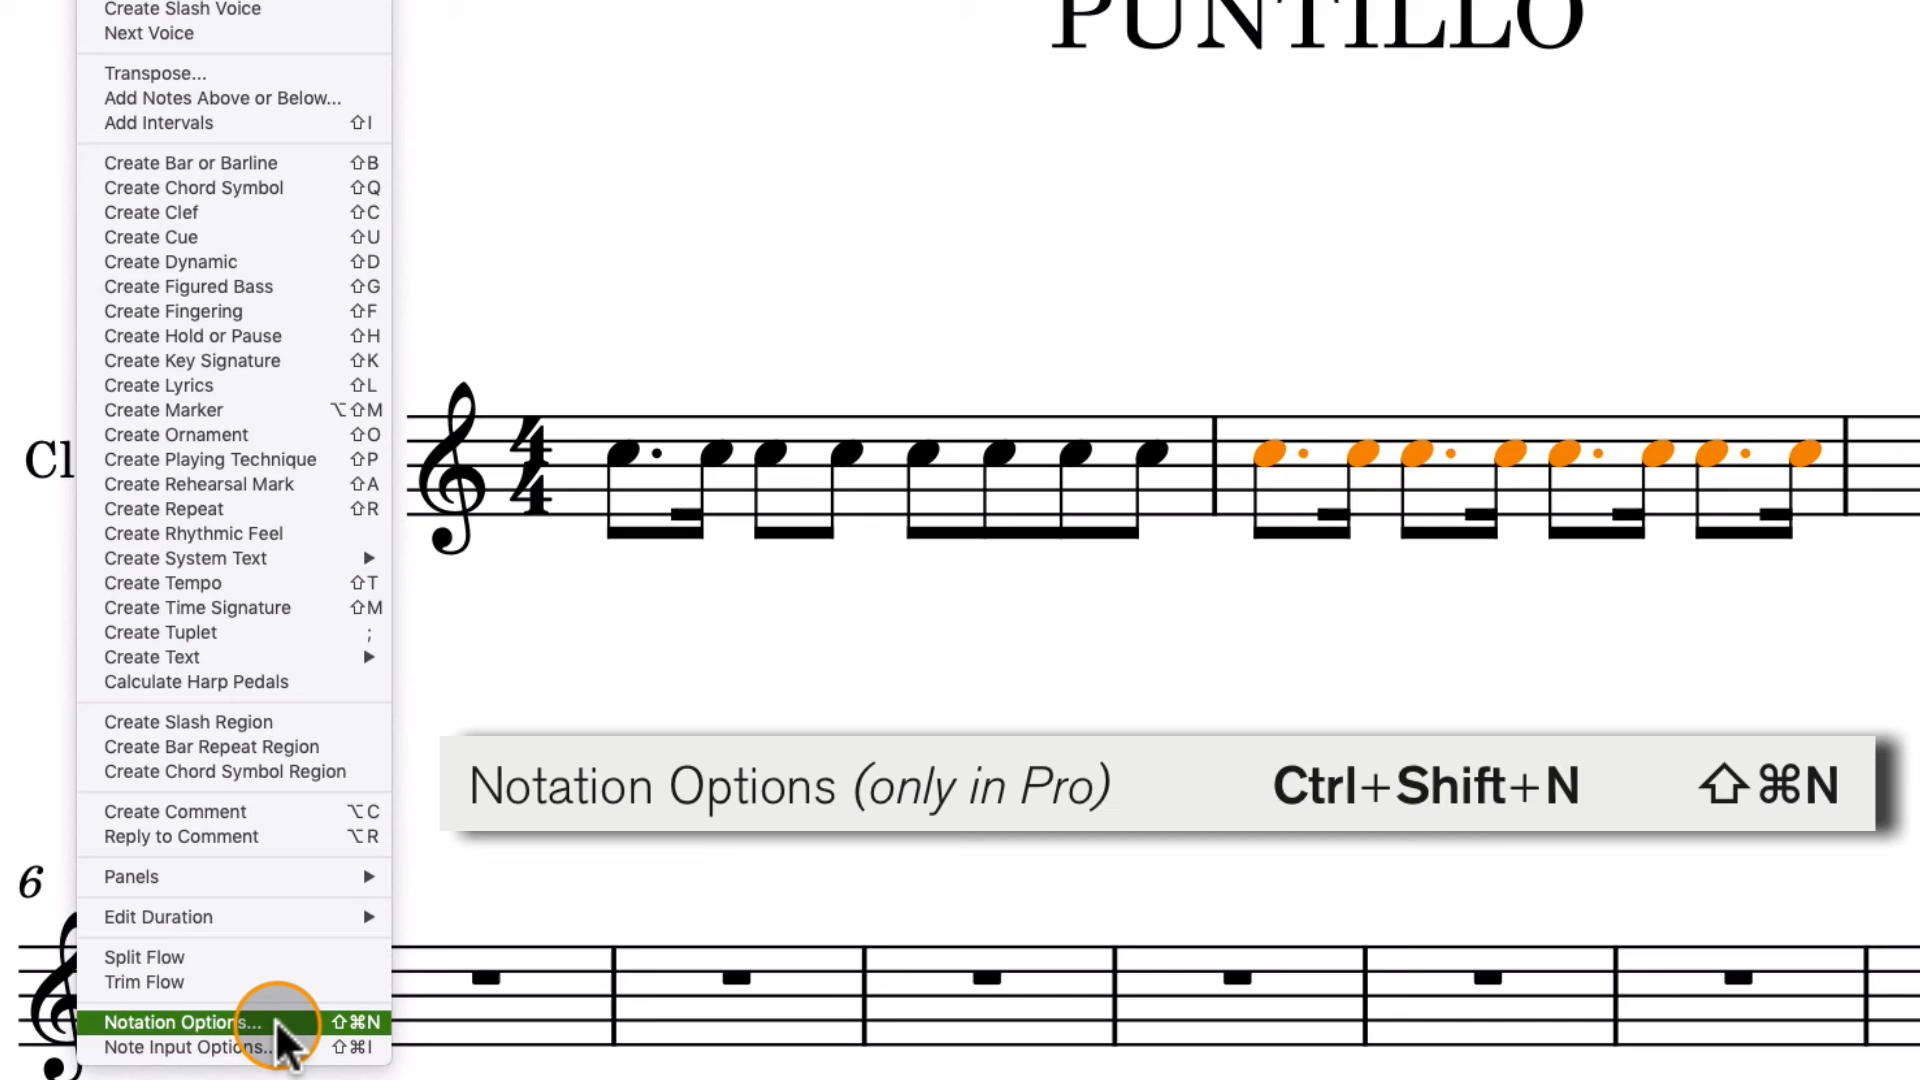 Create Slash Voice
Next Voice
Transpose...
Add Notes Above or Below...
Add Intervals ⇧I
Create Bar or Barline ⇧B
Create Chord Symbol ⇧Q
Create Clef ⇧C
Create Cue ⇧U
Create Dynamic ⇧D
Create Figured Bass ⇧G
Create Fingering ⇧F
Create Hold or Pause ⇧H
Create Key Signature ⇧K
Create Lyrics ⇧L
Create Marker ⌥⇧M
Create Ornament ⇧O
Create Playing Technique ⇧P
Create Rehearsal Mark ⇧A
Create Repeat ⇧R
Create Rhythmic Feel
Create System Text ▶
Create Tempo ⇧T
Create Time Signature ⇧M
Create Tuplet ;
Create Text ▶
Calculate Harp Pedals
Create Slash Region
Create Bar Repeat Region
Create Chord Symbol Region
Create Comment ⌥C
Reply to Comment ⌥R
Panels ▶
Edit Duration ▶
Split Flow
Trim Flow
Notation Options... ⇧⌘N
Note Input Options... ⇧⌘I
PUNTILLO
Cl
4
4
Notation Options (only in Pro) Ctrl+Shift+N ⇧⌘N
6